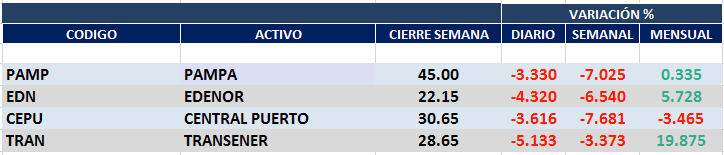 VARIACIÓN %
CODIGO ACTIVO CIERRE SEMANA DIARIO SEMANAL MENSUAL
PAMP PAMPA 45.00 -3.330 -7.025 0.335
EDN EDENOR 22.15 -4.320 -6.540 5.728
CEPU CENTRAL PUERTO 30.65 -3.616 -7.681 -3.465
TRAN TRANSENER 28.65 -5.133 -3.373 19.875